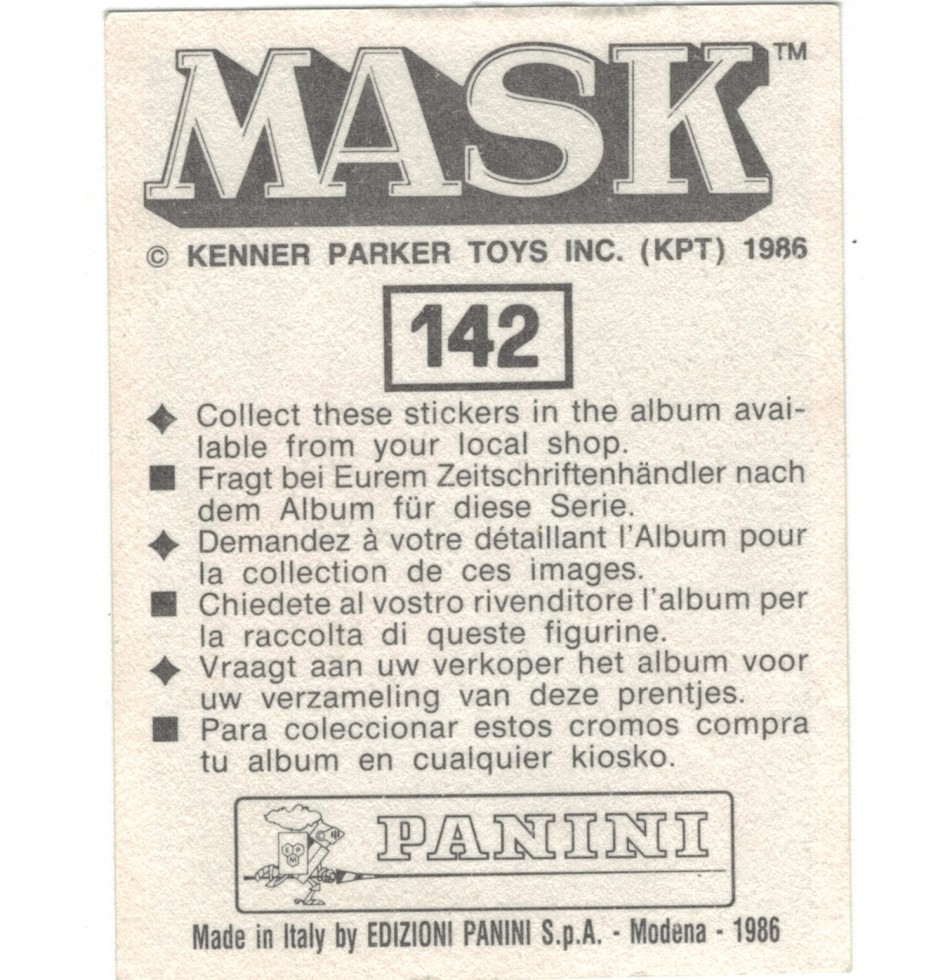 MASK™
© KENNER PARKER TOYS INC. (KPT) 1986
142
◆ Collect these stickers in the album avai-
lable from your local shop.
■ Fragt bei Eurem Zeitschriftenhändler nach
dem Album für diese Serie.
◆ Demandez à votre détaillant l'Album pour
la collection de ces images.
■ Chiedete al vostro rivenditore l'album per
la raccolta di queste figurine.
◆ Vraagt aan uw verkoper het album voor
uw verzameling van deze prentjes.
■ Para coleccionar estos cromos compra
tu album en cualquier kiosko.
EPM
PANINI
Made in Italy by EDIZIONI PANINI S.p.A. - Modena - 1986